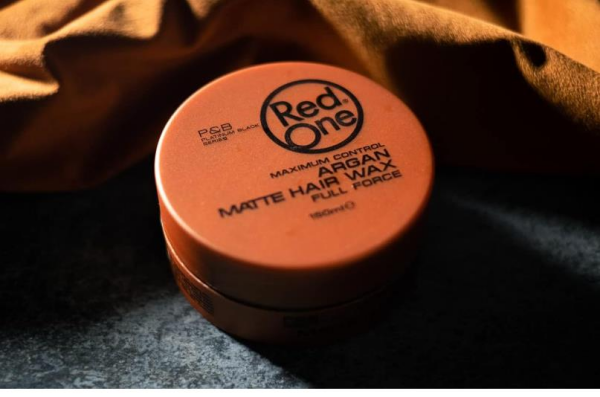 Red
One®
P&B
PLATINUM BLACK
SERIES
MAXIMUM CONTROL
ARGAN
MATTE HAIR WAX
FULL FORCE
150ml℮